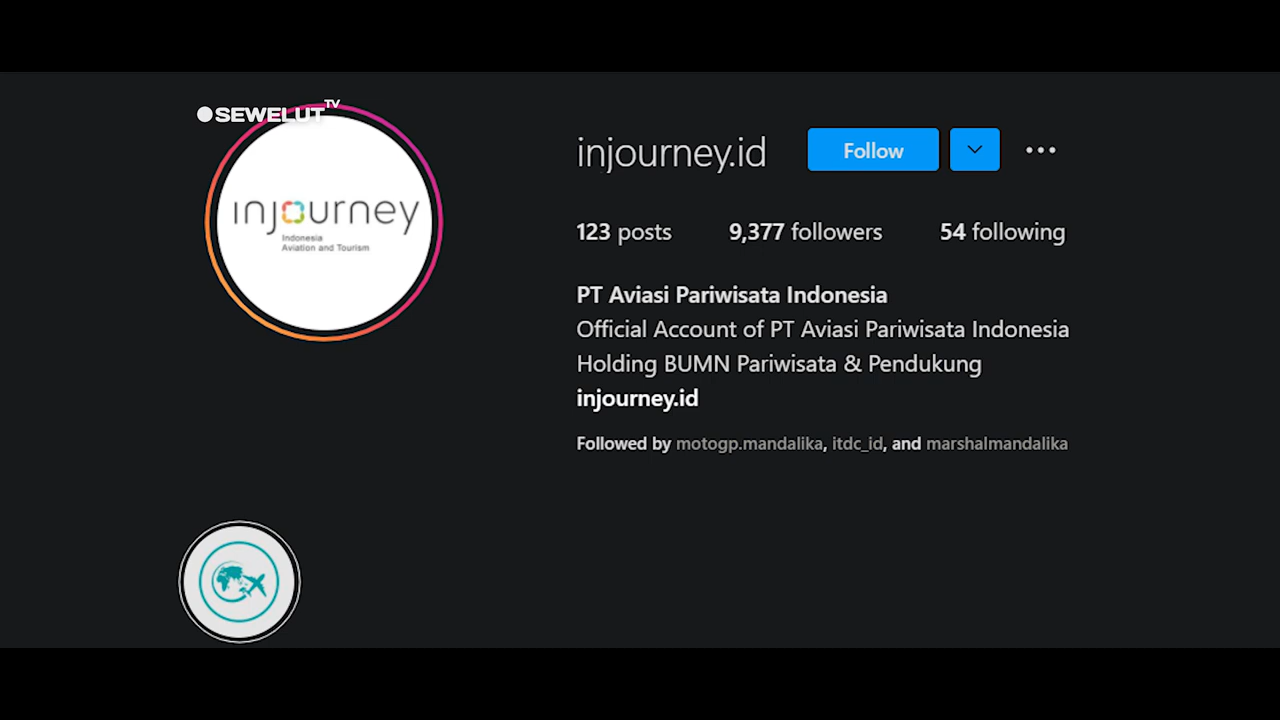 SEWELUT TV
injourney
Indonesia
Aviation and Tourism
injourney.id
Follow
123 posts
9,377 followers
54 following
PT Aviasi Pariwisata Indonesia
Official Account of PT Aviasi Pariwisata Indonesia
Holding BUMN Pariwisata & Pendukung
injourney.id
Followed by motogp.mandalika, itdc_id, and marshalmandalika